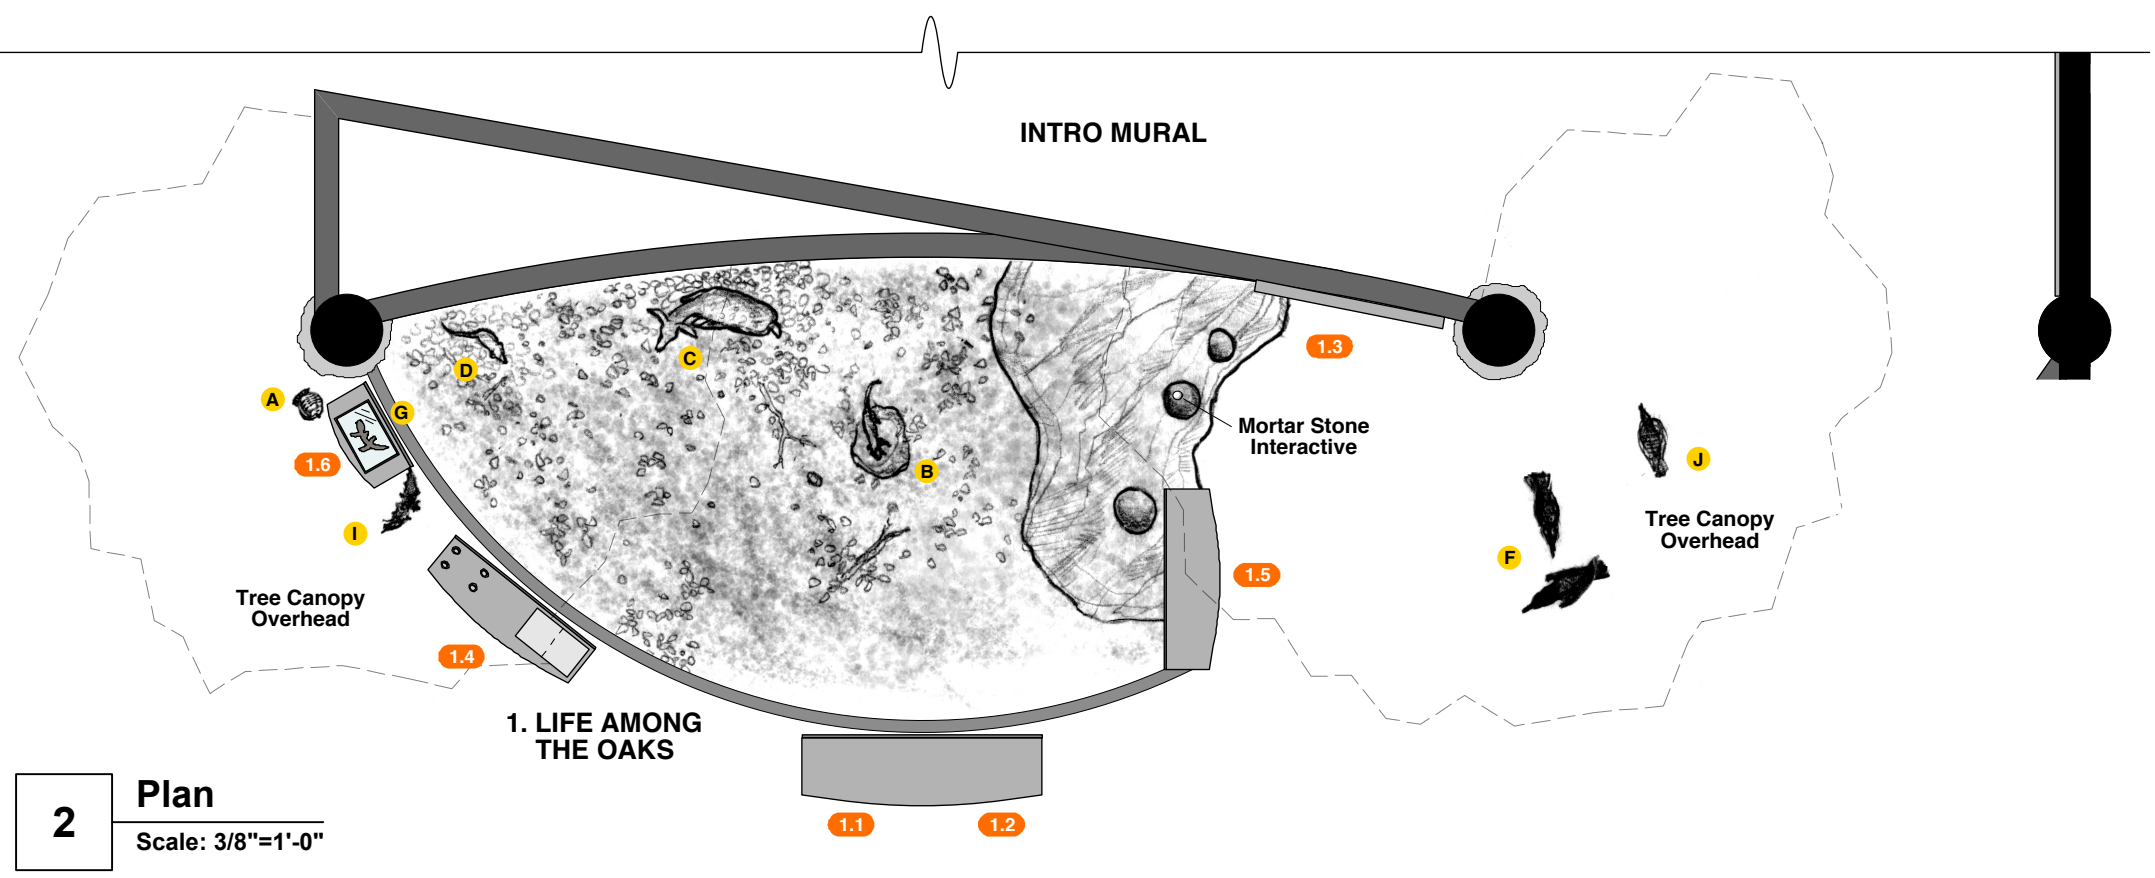 INTRO MURAL
D
C
1.3
A
G
Mortar Stone
Interactive
1.6
B
J
I
Tree Canopy
Overhead
F
1.5
Tree Canopy
Overhead
1.4
1. LIFE AMONG
THE OAKS
2
Plan
Scale: 3/8"=1'-0"
1.1
1.2